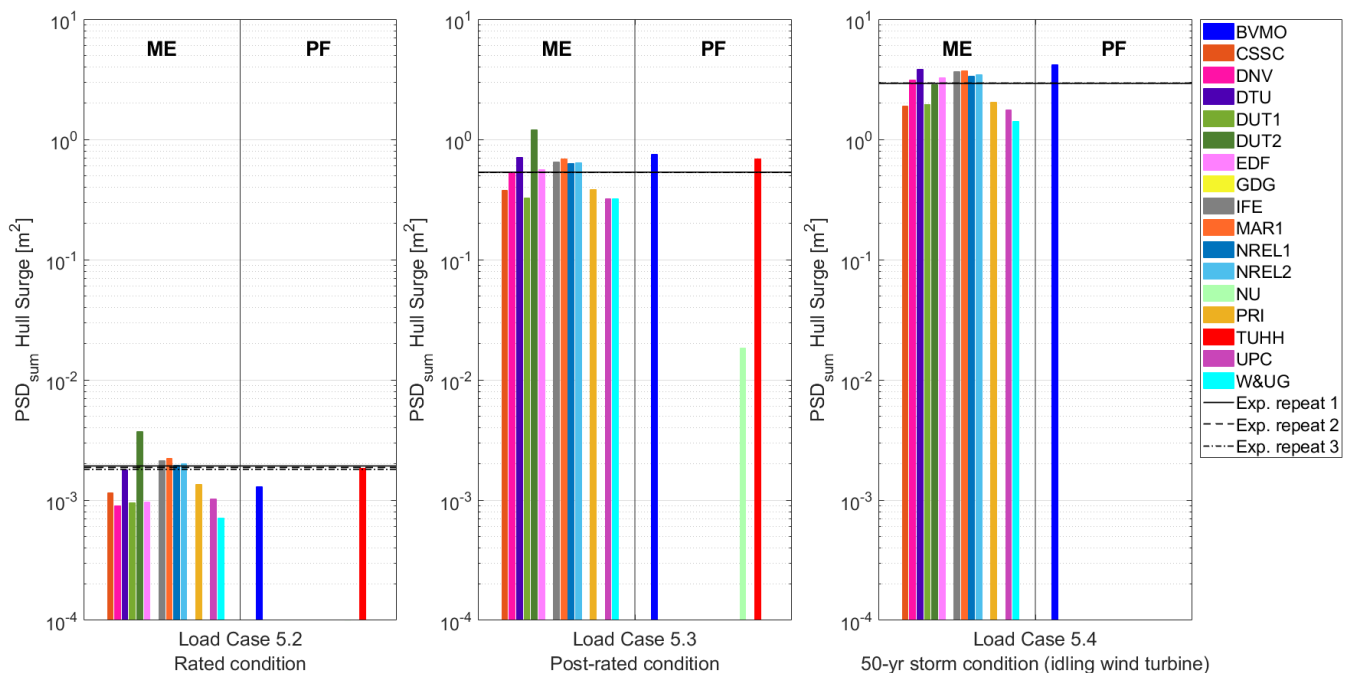 PSD_sum Hull Surge [m²]
10¹
10⁰
10⁻¹
10⁻²
10⁻³
10⁻⁴
ME
PF
Load Case 5.2
Rated condition
PSD_sum Hull Surge [m²]
10¹
10⁰
10⁻¹
10⁻²
10⁻³
10⁻⁴
ME
PF
Load Case 5.3
Post-rated condition
PSD_sum Hull Surge [m²]
10¹
10⁰
10⁻¹
10⁻²
10⁻³
10⁻⁴
ME
PF
Load Case 5.4
50-yr storm condition (idling wind turbine)
BVMO
CSSC
DNV
DTU
DUT1
DUT2
EDF
GDG
IFE
MAR1
NREL1
NREL2
NU
PRI
TUHH
UPC
W&UG
Exp. repeat 1
Exp. repeat 2
Exp. repeat 3